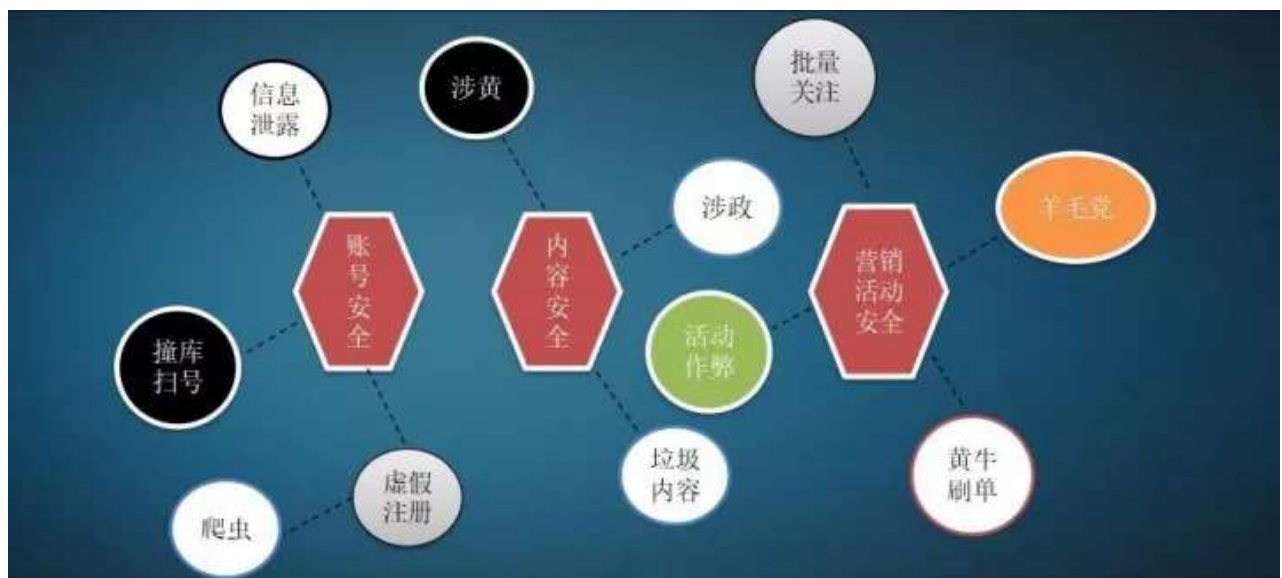 信息
泄露
账
号
安
全
撞库
扫号
虚假
注册
爬虫
涉黄
内
容
安
全
涉政
垃圾
内容
批量
关注
营销
活动
安全
羊毛党
活动
作弊
黄牛
刷单